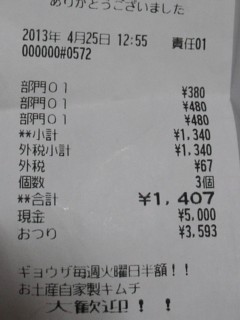 ありがとうございました
2013年 4月25日 12:55 責任01
000000#0572
部門01 ¥380
部門01 ¥480
部門01 ¥480
**小計 ¥1,340
外税小計 ¥1,340
外税 ¥67
個数 3個
**合計 ¥1,407
現金 ¥5,000
おつり ¥3,593
ギョウザ毎週火曜日半額!!
お土産自家製キムチ
大歓迎!!